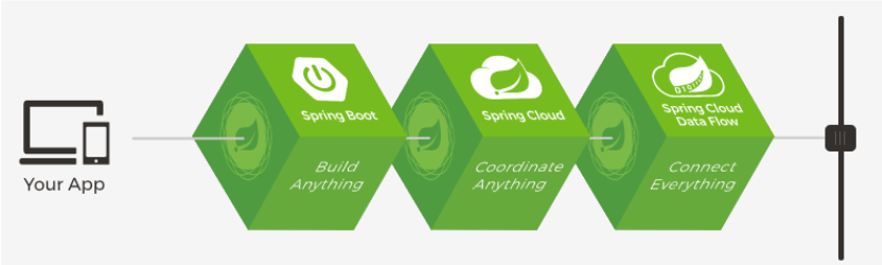 Your App
Spring Boot
Build
Anything
Spring Cloud
Coordinate
Anything
Spring Cloud
Data Flow
Connect
Everything